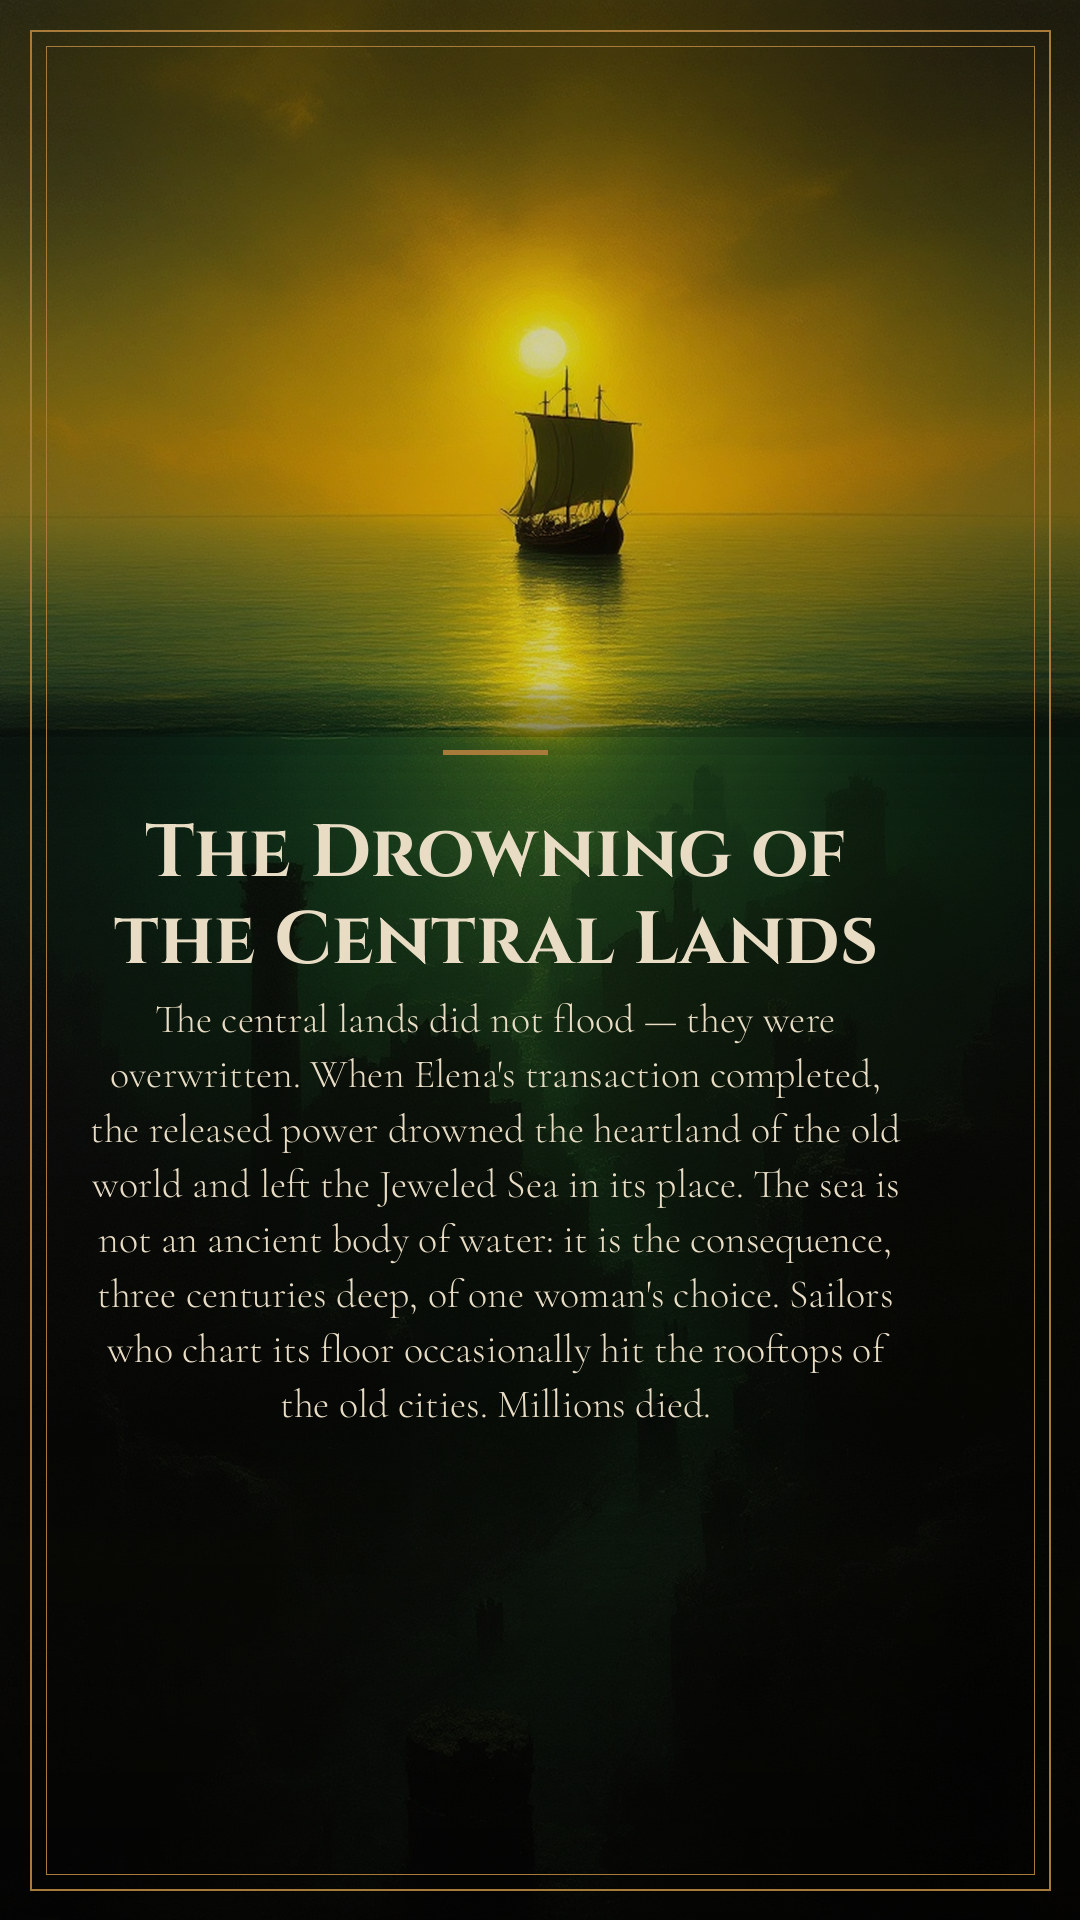 The Drowning of
the Central Lands
The central lands did not flood — they were
overwritten. When Elena's transaction completed,
the released power drowned the heartland of the old
world and left the Jeweled Sea in its place. The sea is
not an ancient body of water: it is the consequence,
three centuries deep, of one woman's choice. Sailors
who chart its floor occasionally hit the rooftops of
the old cities. Millions died.